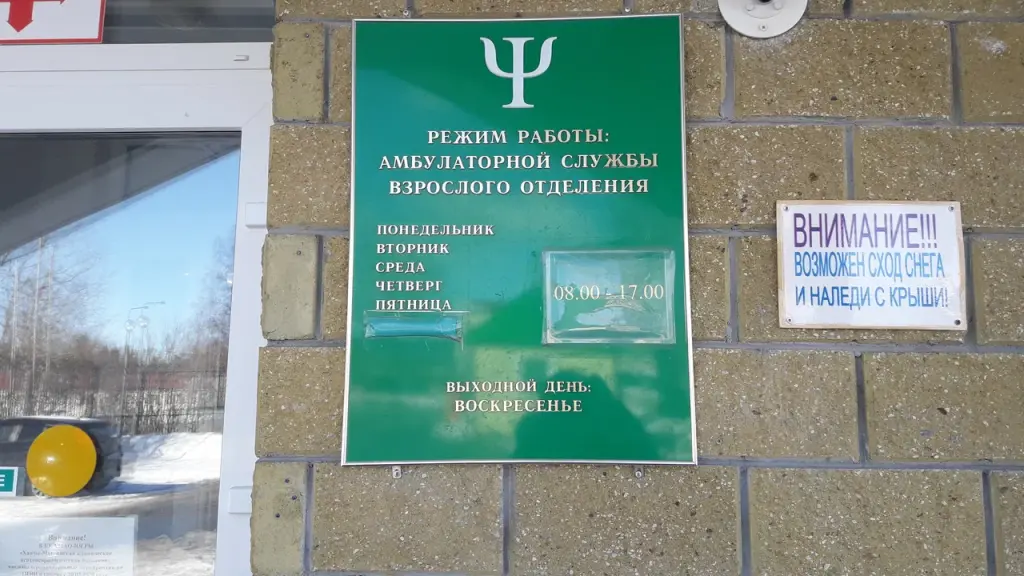 РЕЖИМ РАБОТЫ:
АМБУЛАТОРНОЙ СЛУЖБЫ
ВЗРОСЛОГО ОТДЕЛЕНИЯ
ПОНЕДЕЛЬНИК
ВТОРНИК
СРЕДА
ЧЕТВЕРГ
ПЯТНИЦА
08.00 – 17.00
ВЫХОДНОЙ ДЕНЬ:
ВОСКРЕСЕНЬЕ
ВНИМАНИЕ!!!
ВОЗМОЖЕН СХОД СНЕГА
И НАЛЕДИ С КРЫШИ!
Внимание!